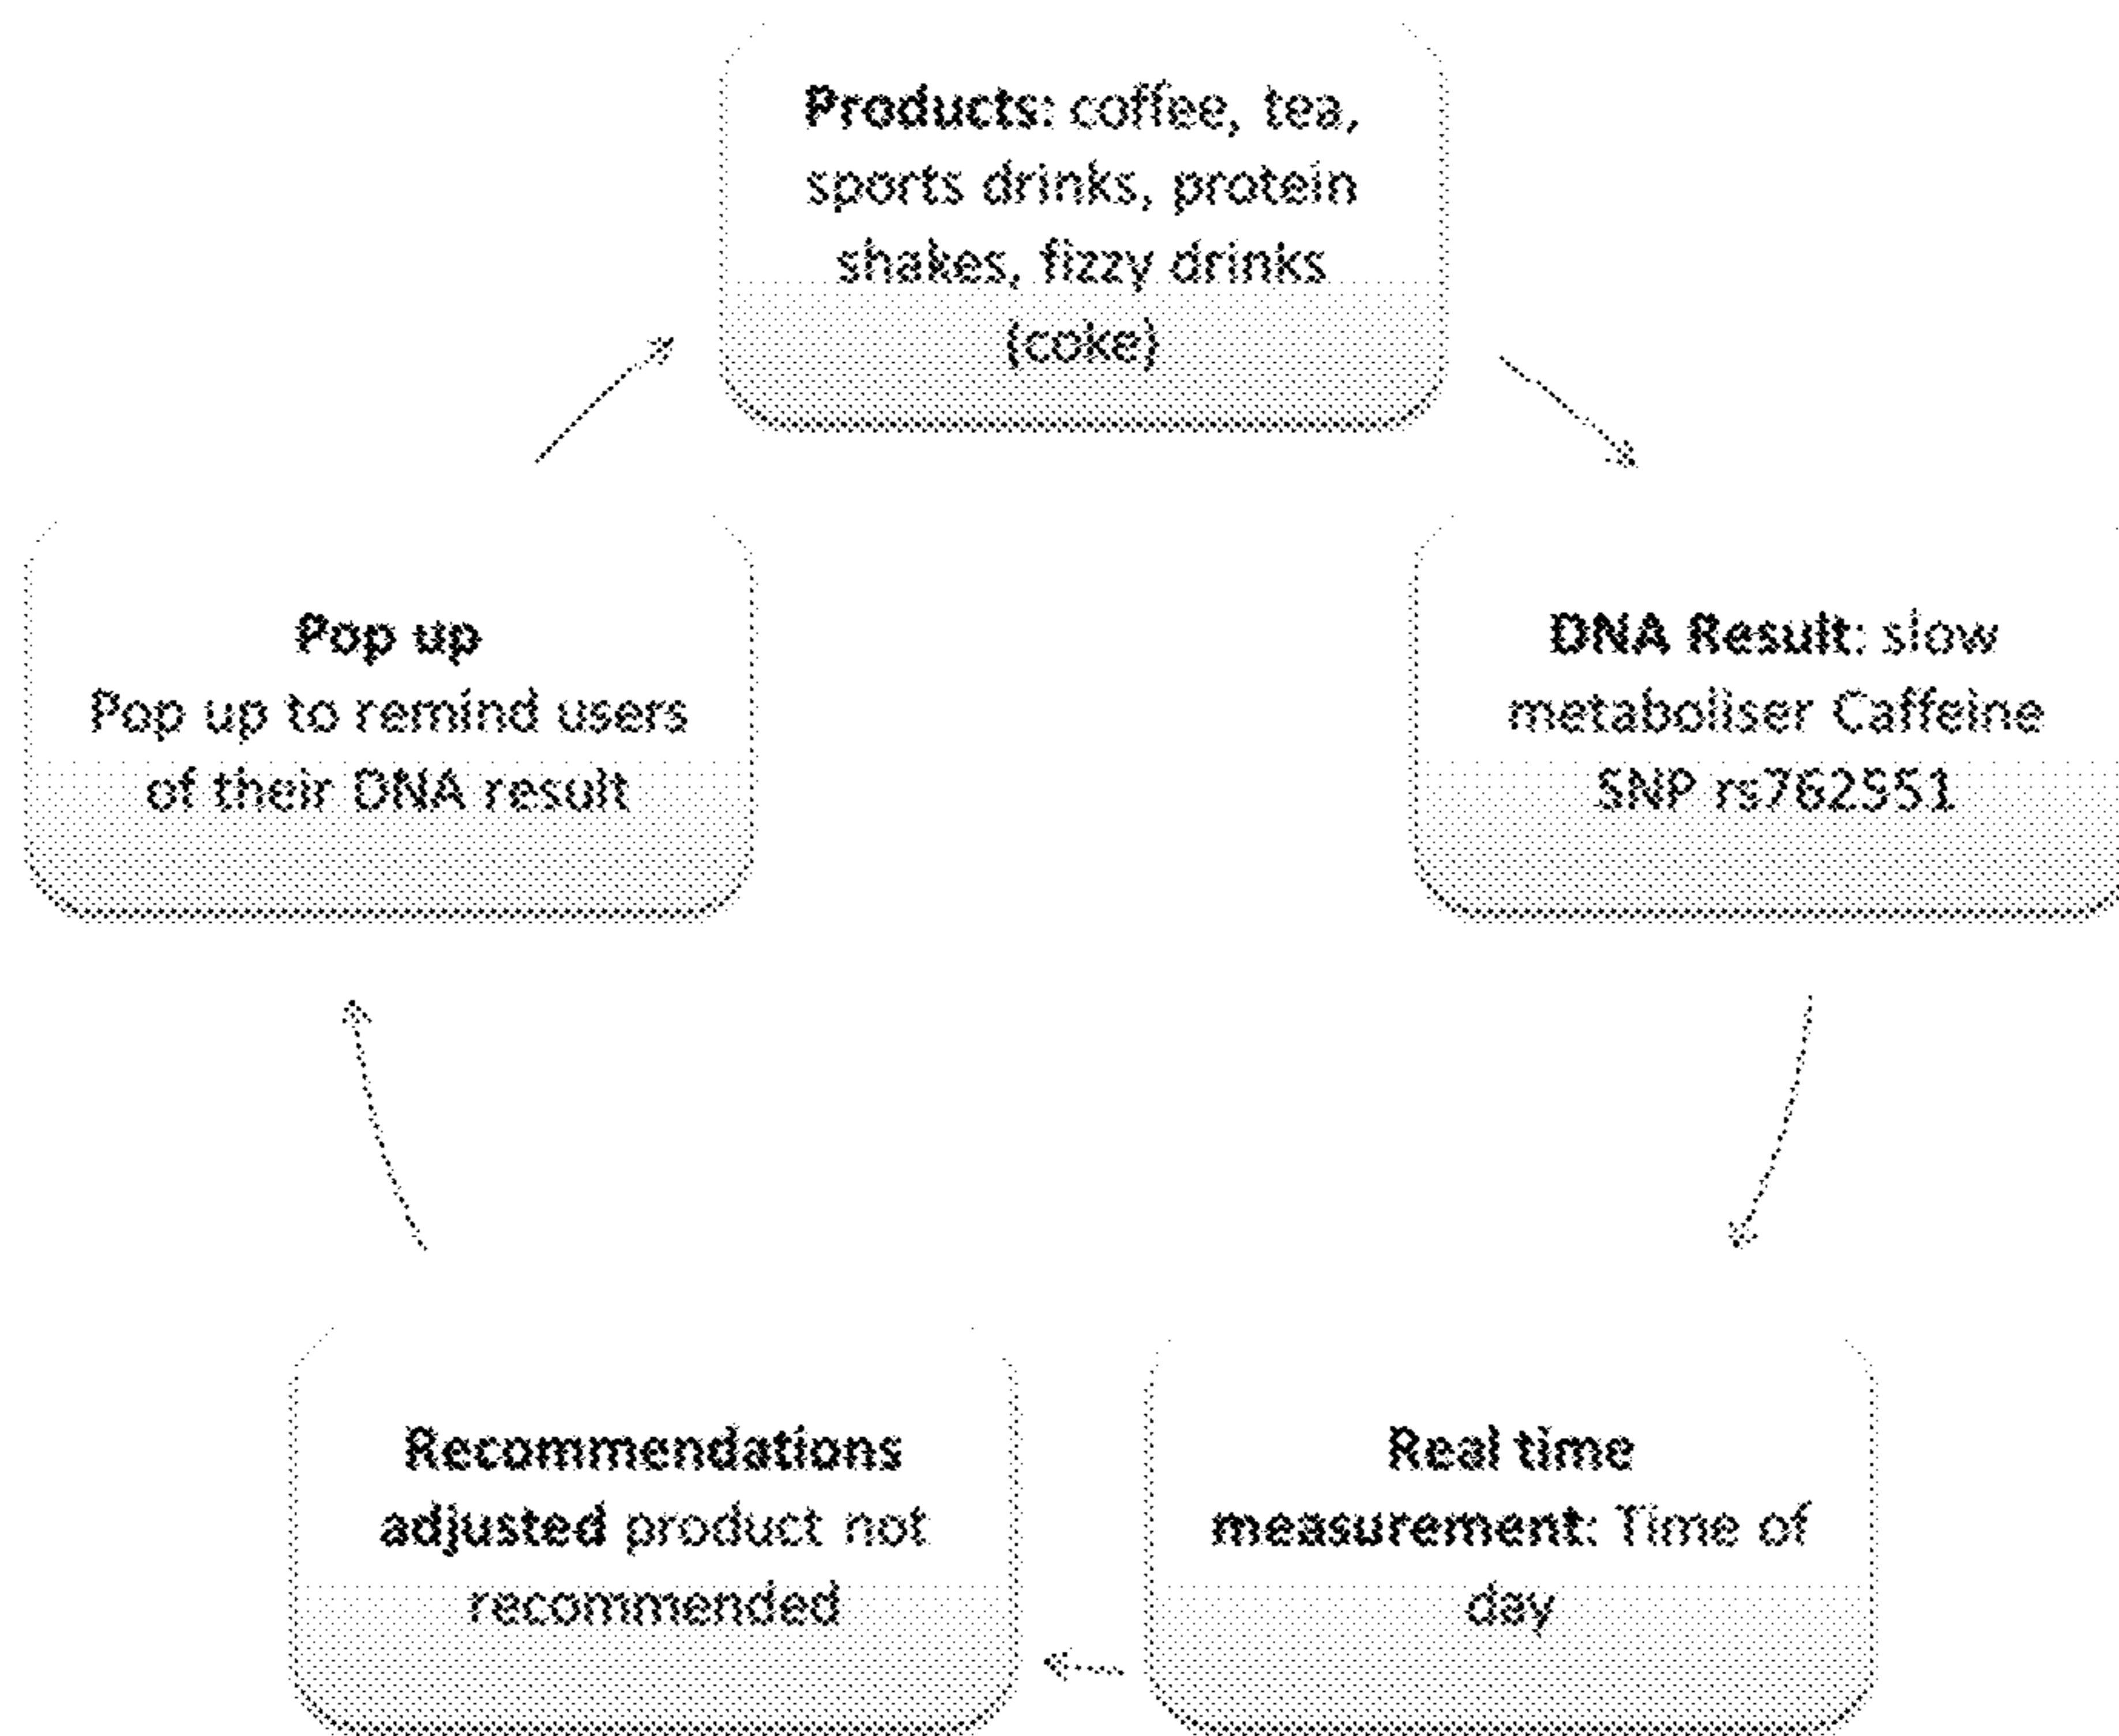 Products: coffee, tea,
sports drinks, protein
shakes, fizzy drinks
(coke)
DNA Result: slow
metaboliser Caffeine
SNP rs762551
Real time
measurement: Time of
day
Recommendations
adjusted product not
recommended
Pop up
Pop up to remind users
of their DNA result